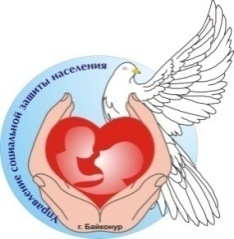 Управление социальной защиты населения
г. Байконур